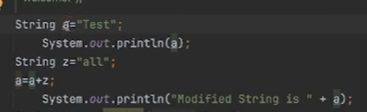 String a="Test";
System.out.println(a);
String z="all";
a=a+z;
System.out.println("Modified String is " + a);